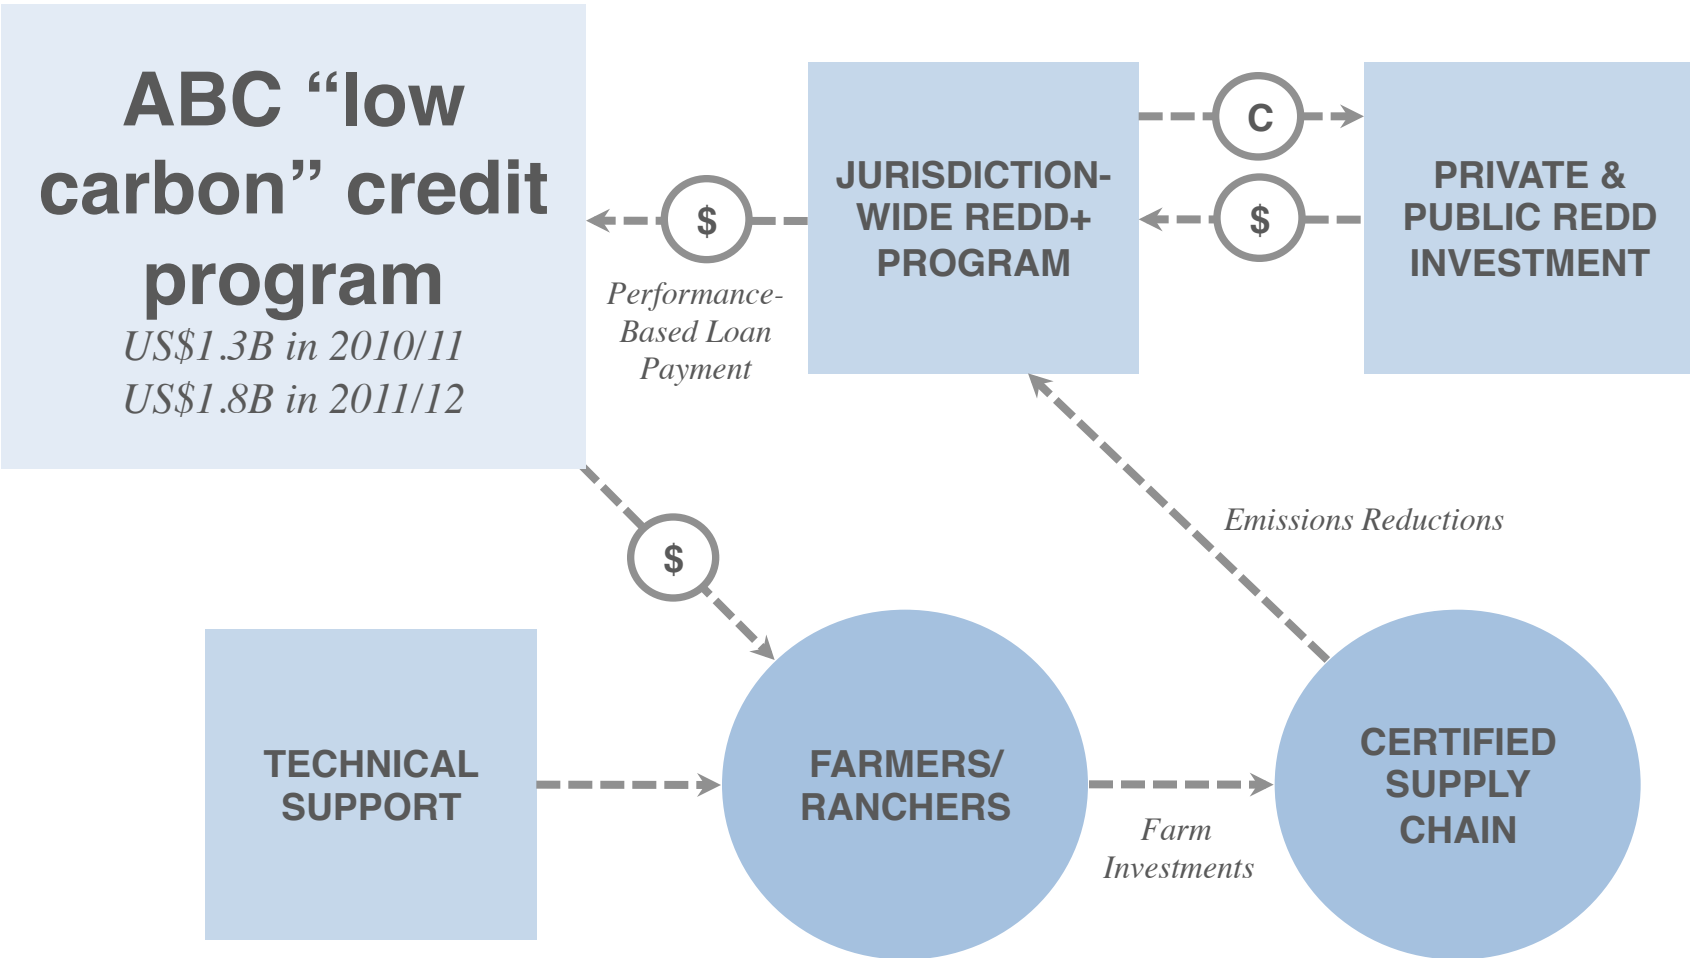 ABC “low
carbon” credit
program
US$1.3B in 2010/11
US$1.8B in 2011/12
$
Performance-
Based Loan
Payment
JURISDICTION-
WIDE REDD+
PROGRAM
C
$
PRIVATE &
PUBLIC REDD
INVESTMENT
$
Emissions Reductions
TECHNICAL
SUPPORT
FARMERS/
RANCHERS
Farm
Investments
CERTIFIED
SUPPLY
CHAIN